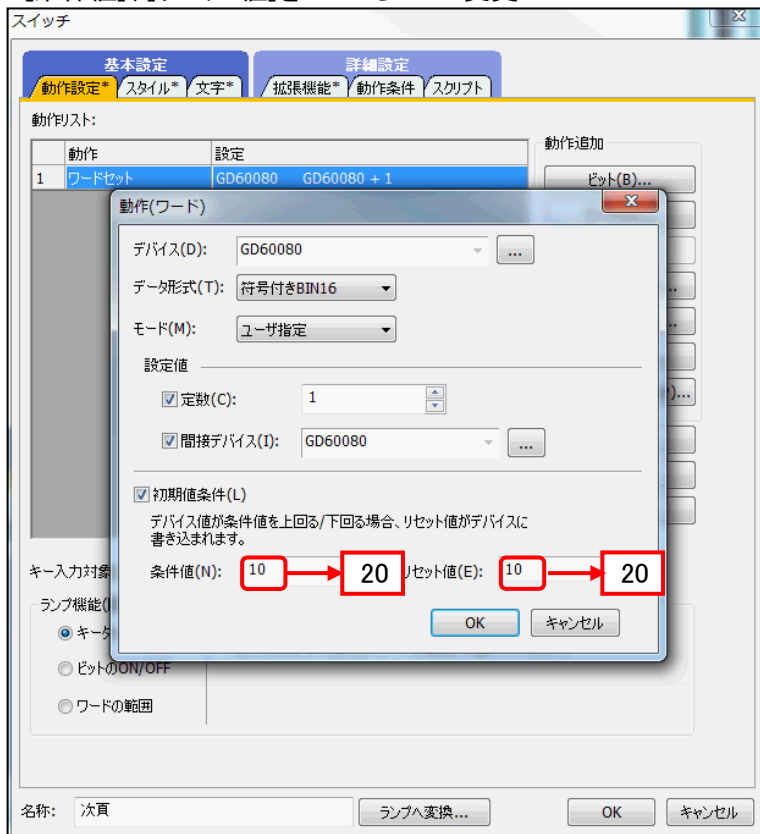 スイッチ
基本設定
詳細設定
動作設定*
スタイル*
文字*
拡張機能*
動作条件
スクリプト
動作リスト:
動作追加
動作
設定
1
ワードセット
GD60080
GD60080 + 1
ビット(B)...
動作(ワード)
デバイス(D):
GD60080
...
データ形式(T):
符号付きBIN16
モード(M):
ユーザ指定
設定値
定数(C):
1
間接デバイス(I):
GD60080
...
初期値条件(L)
デバイス値が条件値を上回る/下回る場合、リセット値がデバイスに
書き込まれます。
キー入力対象
条件値(N):
10
20
リセット値(E):
10
20
ランプ機能(
OK
キャンセル
ビットのON/OFF
ワードの範囲
名称:
次頁
ランプへ変換...
OK
キャンセル